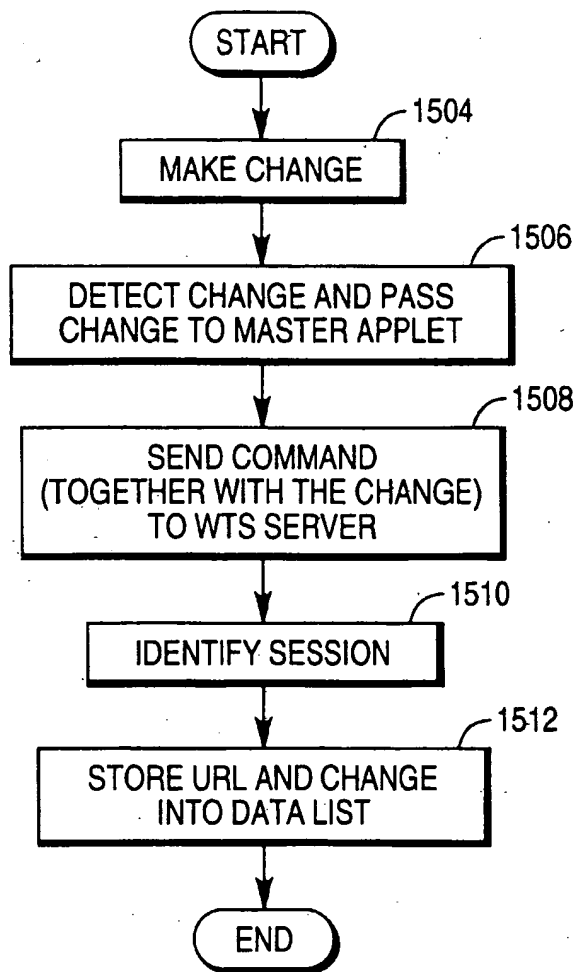 START
1504
MAKE CHANGE
1506
DETECT CHANGE AND PASS
CHANGE TO MASTER APPLET
1508
SEND COMMAND
(TOGETHER WITH THE CHANGE)
TO WTS SERVER
1510
IDENTIFY SESSION
1512
STORE URL AND CHANGE
INTO DATA LIST
END